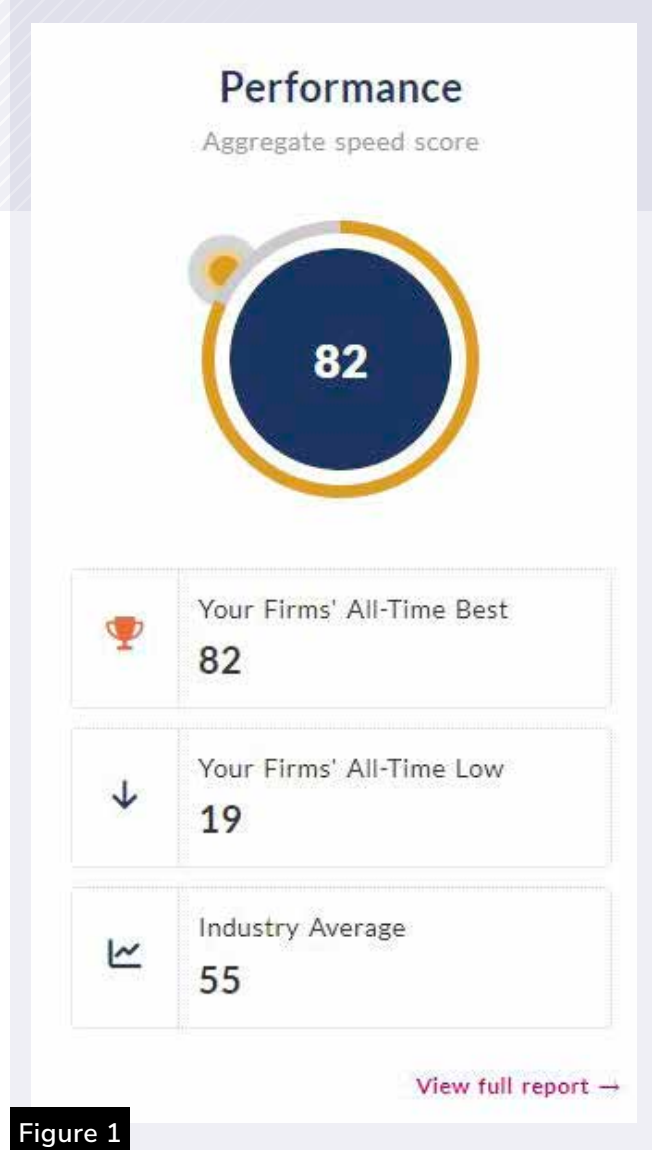 Performance
Aggregate speed score
82
Your Firms' All-Time Best
82
Your Firms' All-Time Low
19
Industry Average
55
View full report →
Figure 1